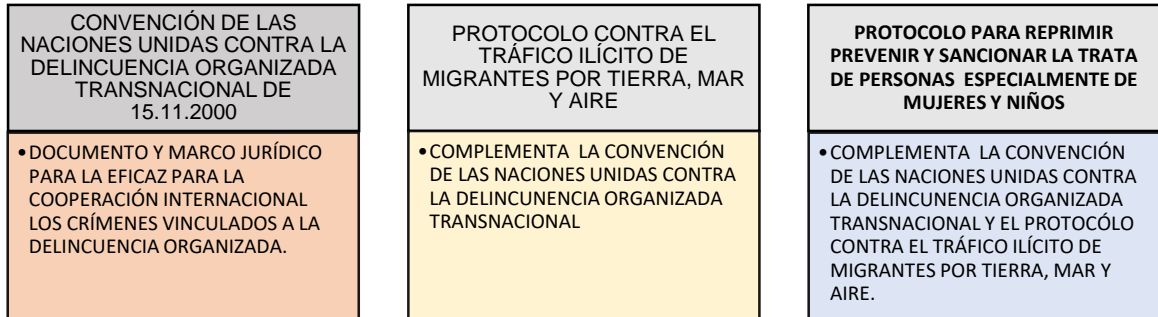 CONVENCIÓN DE LAS
NACIONES UNIDAS CONTRA LA
DELINCUENCIA ORGANIZADA
TRANSNACIONAL DE
15.11.2000
•DOCUMENTO Y MARCO JURÍDICO
PARA LA EFICAZ PARA LA
COOPERACIÓN INTERNACIONAL
LOS CRÍMENES VINCULADOS A LA
DELINCUENCIA ORGANIZADA.
PROTOCOLO CONTRA EL
TRÁFICO ILÍCITO DE
MIGRANTES POR TIERRA, MAR
Y AIRE
•COMPLEMENTA LA CONVENCIÓN
DE LAS NACIONES UNIDAS CONTRA
LA DELINCUNENCIA ORGANIZADA
TRANSNACIONAL
PROTOCOLO PARA REPRIMIR
PREVENIR Y SANCIONAR LA TRATA
DE PERSONAS ESPECIALMENTE DE
MUJERES Y NIÑOS
•COMPLEMENTA LA CONVENCIÓN
DE LAS NACIONES UNIDAS CONTRA
LA DELINCUNENCIA ORGANIZADA
TRANSNACIONAL Y EL PROTOCÓLO
CONTRA EL TRÁFICO ILÍCITO DE
MIGRANTES POR TIERRA, MAR Y
AIRE.